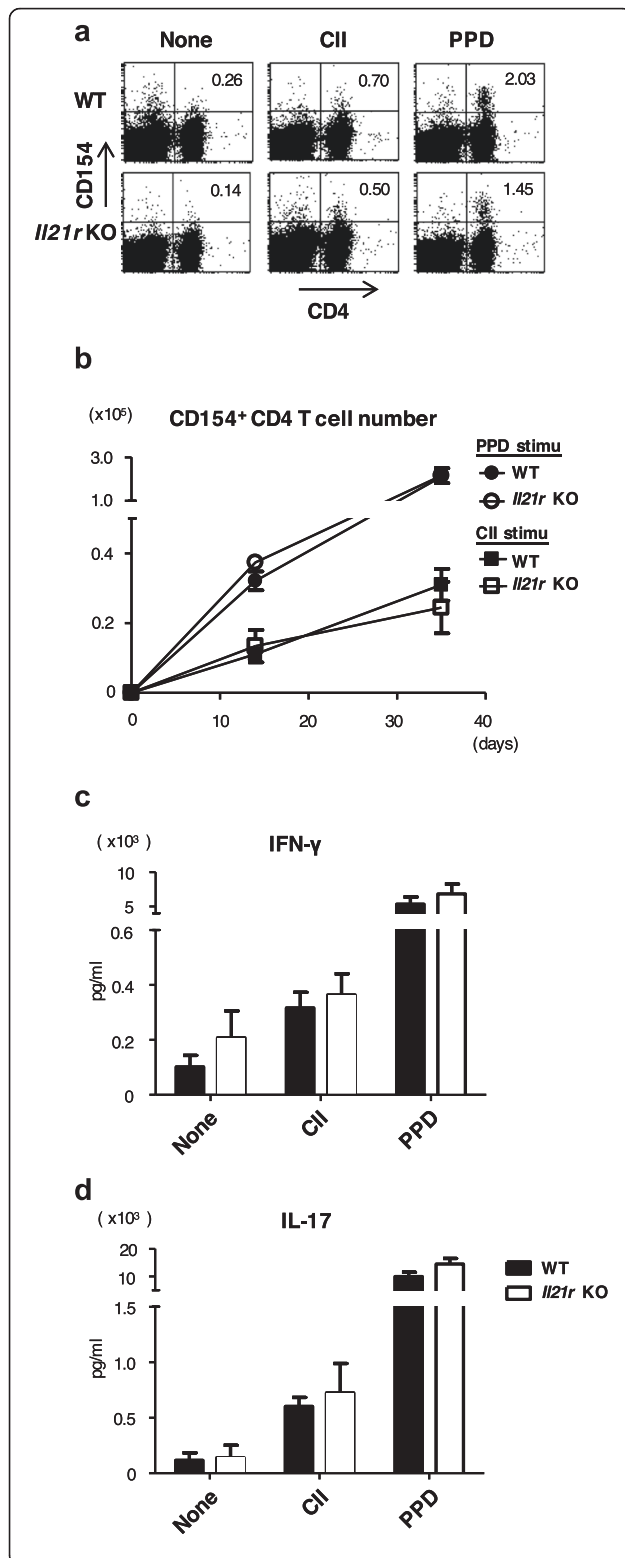 a
None CII PPD
WT 0.26 0.70 2.03
Il21r KO 0.14 0.50 1.45
CD154
CD4
b
(x10⁵)
CD154⁺ CD4 T cell number
3.0
1.0
0.4
0.2
0
0 10 20 30 40
(days)
PPD stimu
WT
Il21r KO
CII stimu
WT
Il21r KO
c
( x10³ )
IFN-γ
10
5
0.6
0.4
0.2
0
pg/ml
None CII PPD
d
( x10³ )
IL-17
20
10
1.5
1.0
0.5
0
pg/ml
None CII PPD
WT
Il21r KO